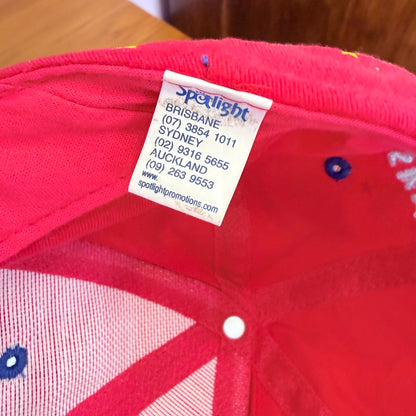 Spotlight
BRISBANE
(07) 3854 1011
SYDNEY
(02) 9316 5655
AUCKLAND
(09) 263 9553
www.spotlightpromotions.com